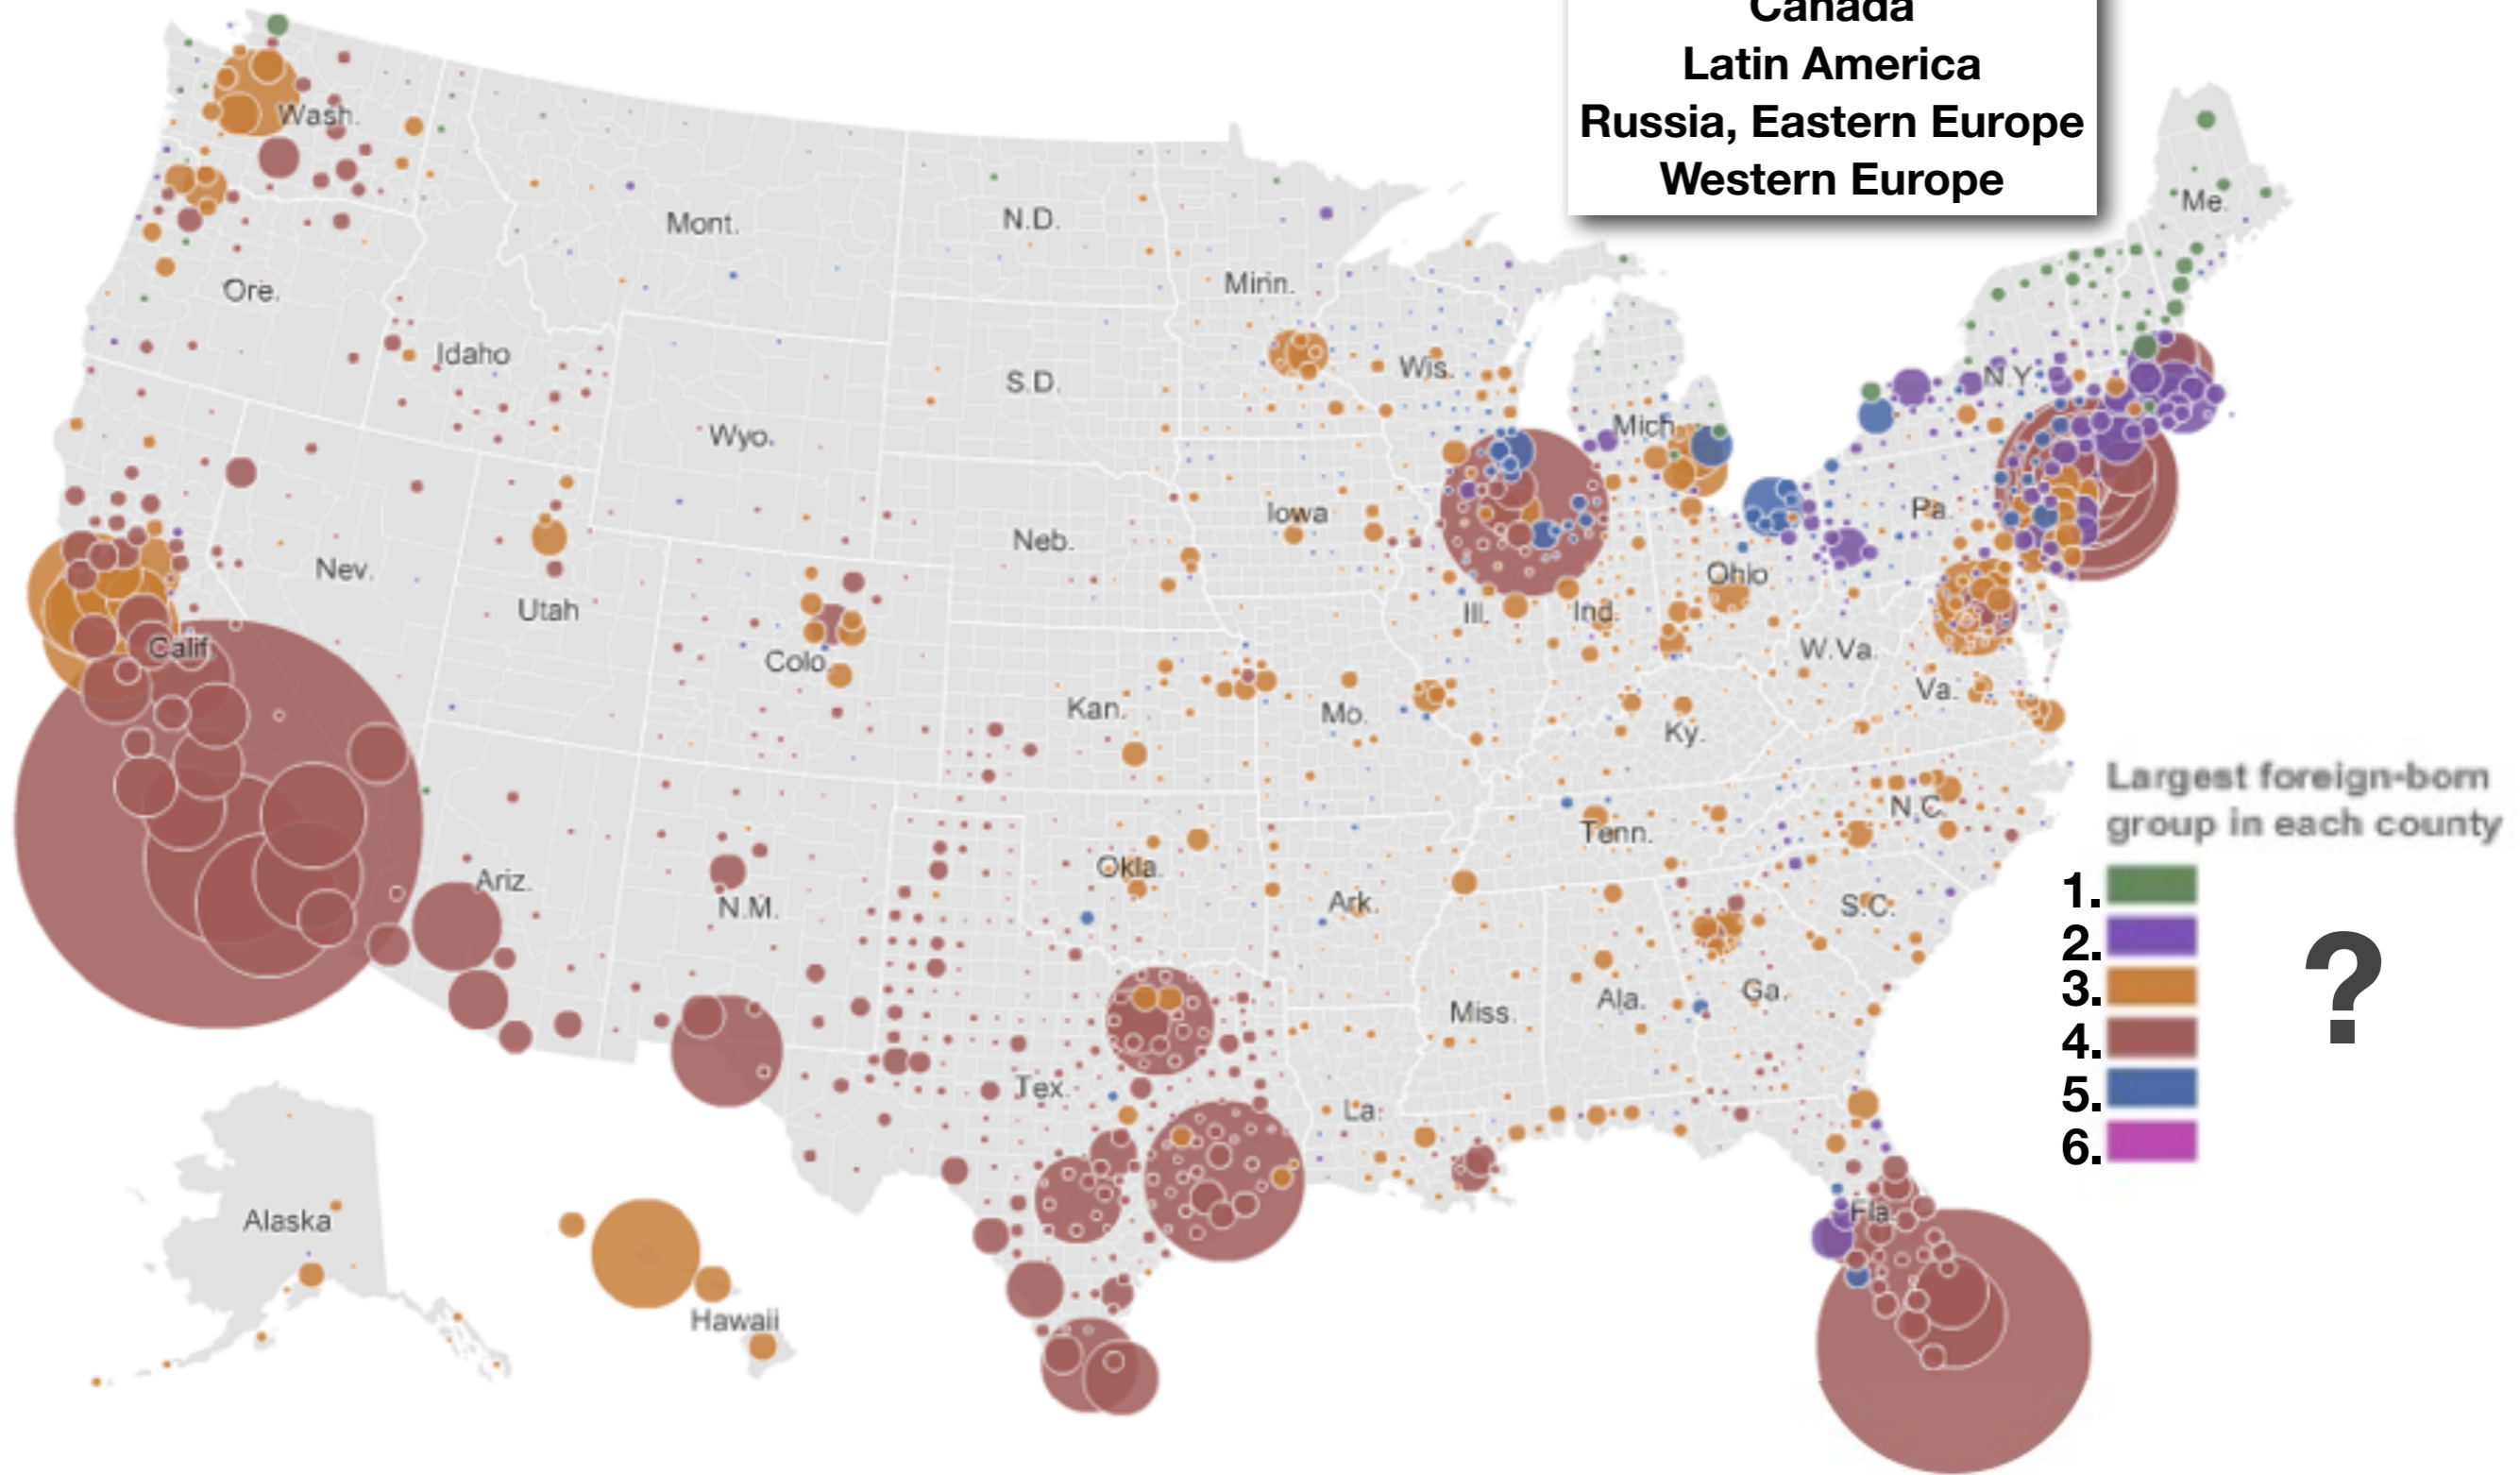 Canada
Latin America
Russia, Eastern Europe
Western Europe
Wash.
Me.
Mont.
N.D.
Ore.
Minn.
Idaho
Wis.
N.Y.
S.D.
Wyo.
Mich.
Iowa
Pa.
Neb.
Nev.
Ohio
Utah
Ill.
Ind.
Calif
Colo.
W.Va.
Kan.
Mo.
Va.
Ky.
Largest foreign-born
group in each county
N.C.
Tenn.
Okla.
Ariz.
N.M.
Ark.
S.C.
1.
2.
3.
4.
5.
6.
?
Miss.
Ala.
Ga.
Tex.
La.
Alaska
Fla.
Hawaii